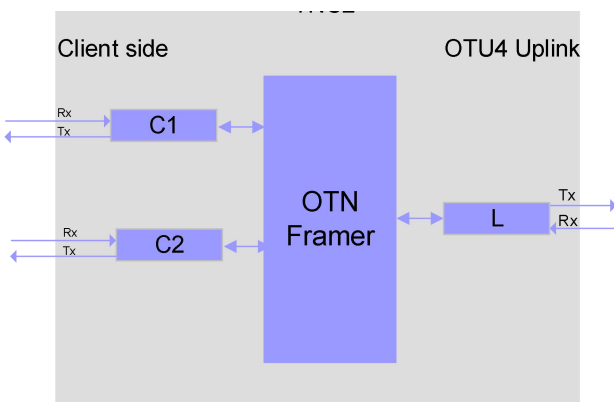 Client side
OTU4 Uplink
Rx
C1
Tx
OTN
Framer
Tx
L
Rx
Rx
C2
Tx